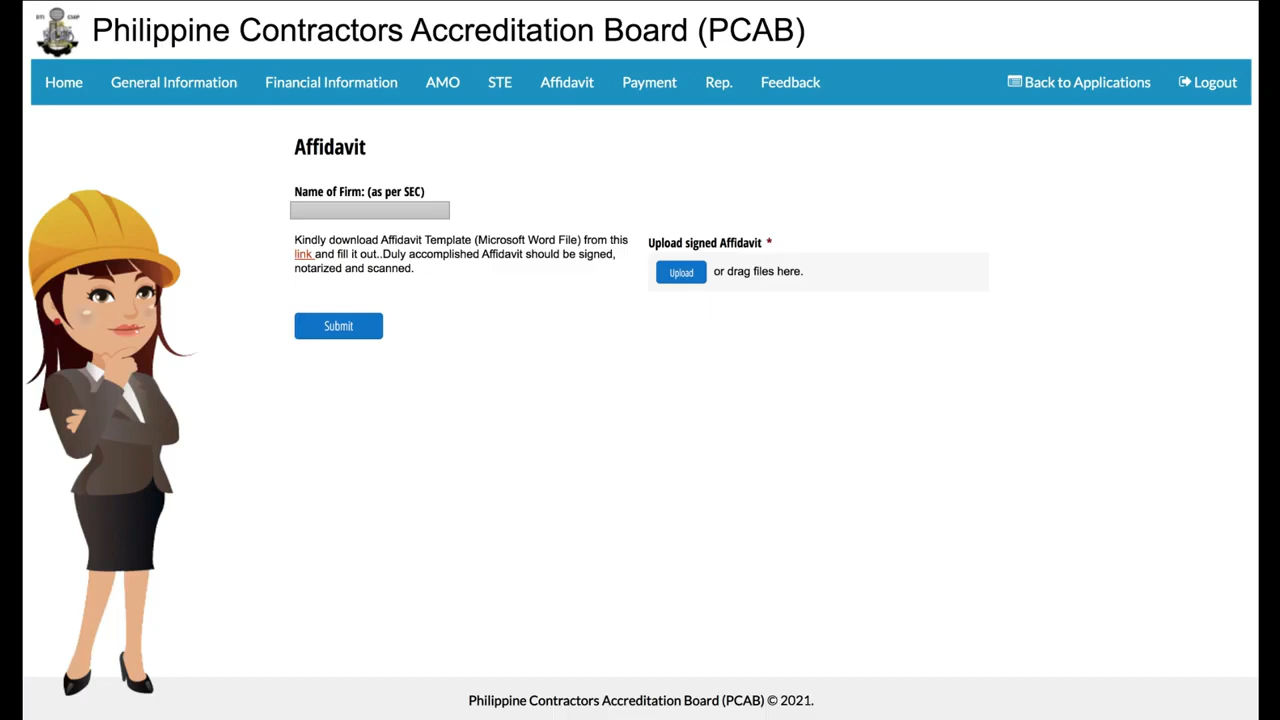 Philippine Contractors Accreditation Board (PCAB)
Home General Information Financial Information AMO STE Affidavit Payment Rep. Feedback Back to Applications Logout
Affidavit
Name of Firm: (as per SEC)
Kindly download Affidavit Template (Microsoft Word File) from this
link and fill it out..Duly accomplished Affidavit should be signed,
notarized and scanned.
Upload signed Affidavit *
Upload or drag files here.
Submit
Philippine Contractors Accreditation Board (PCAB) © 2021.